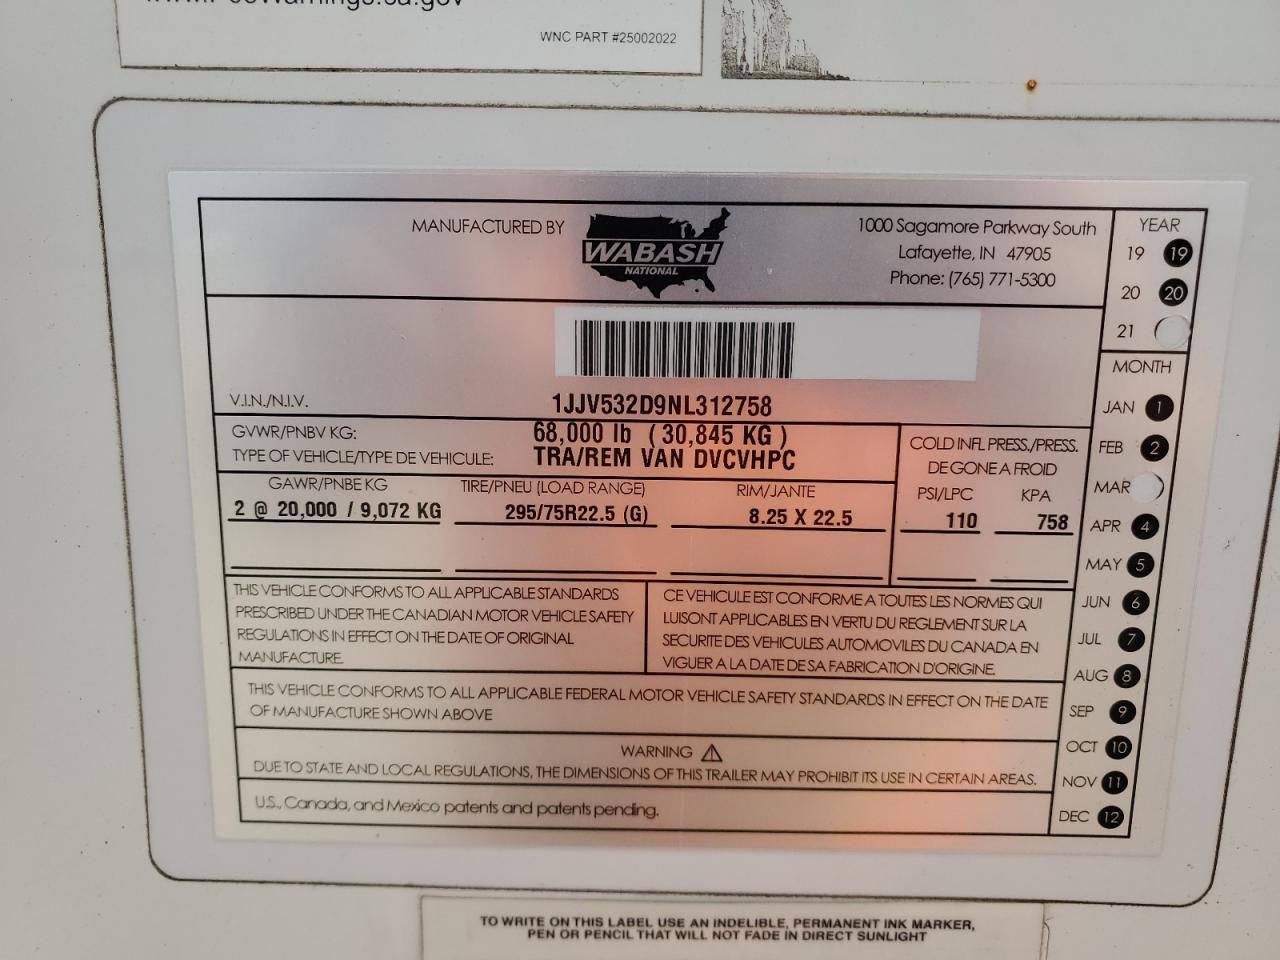 WNC PART #25002022
MANUFACTURED BY
WABASH
NATIONAL
1000 Sagamore Parkway South
Lafayette, IN 47905
Phone: (765) 771-5300
YEAR
19 19
20 20
21
MONTH
JAN 1
FEB 2
MAR
APR 4
MAY 5
JUN 6
JUL 7
AUG 8
SEP 9
OCT 10
NOV 11
DEC 12
V.I.N./N.I.V. 1JJV532D9NL312758
GVWR/PNBV KG: 68,000 lb ( 30,845 KG )
TYPE OF VEHICLE/TYPE DE VEHICULE: TRA/REM VAN DVCVHPC
COLD INFL PRESS./PRESS.
DE GONE A FROID
GAWR/PNBE KG TIRE/PNEU (LOAD RANGE) RIM/JANTE PSI/LPC KPA
2 @ 20,000 / 9,072 KG 295/75R22.5 (G) 8.25 X 22.5 110 758
THIS VEHICLE CONFORMS TO ALL APPLICABLE STANDARDS
PRESCRIBED UNDER THE CANADIAN MOTOR VEHICLE SAFETY
REGULATIONS IN EFFECT ON THE DATE OF ORIGINAL
MANUFACTURE.
CE VEHICULE EST CONFORME A TOUTES LES NORMES QUI
LUISONT APPLICABLES EN VERTU DU REGLEMENT SUR LA
SECURITE DES VEHICULES AUTOMOVILES DU CANADA EN
VIGUER A LA DATE DE SA FABRICATION D'ORIGINE.
THIS VEHICLE CONFORMS TO ALL APPLICABLE FEDERAL MOTOR VEHICLE SAFETY STANDARDS IN EFFECT ON THE DATE
OF MANUFACTURE SHOWN ABOVE
WARNING
DUE TO STATE AND LOCAL REGULATIONS, THE DIMENSIONS OF THIS TRAILER MAY PROHIBIT ITS USE IN CERTAIN AREAS.
U.S., Canada, and Mexico patents and patents pending.
TO WRITE ON THIS LABEL USE AN INDELIBLE, PERMANENT INK MARKER,
PEN OR PENCIL THAT WILL NOT FADE IN DIRECT SUNLIGHT